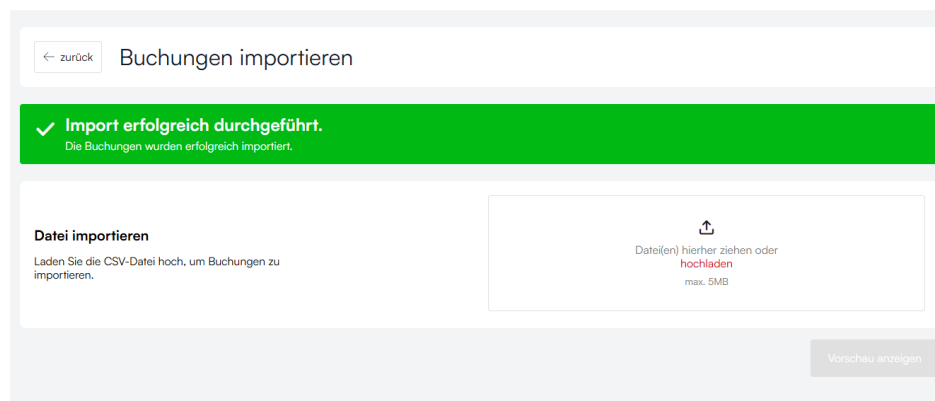 ← zurück
Buchungen importieren
Import erfolgreich durchgeführt.
Die Buchungen wurden erfolgreich importiert.
Datei importieren
Laden Sie die CSV-Datei hoch, um Buchungen zu
importieren.
Datei(en) hierher ziehen oder
hochladen
max. 5MB
Vorschau anzeigen